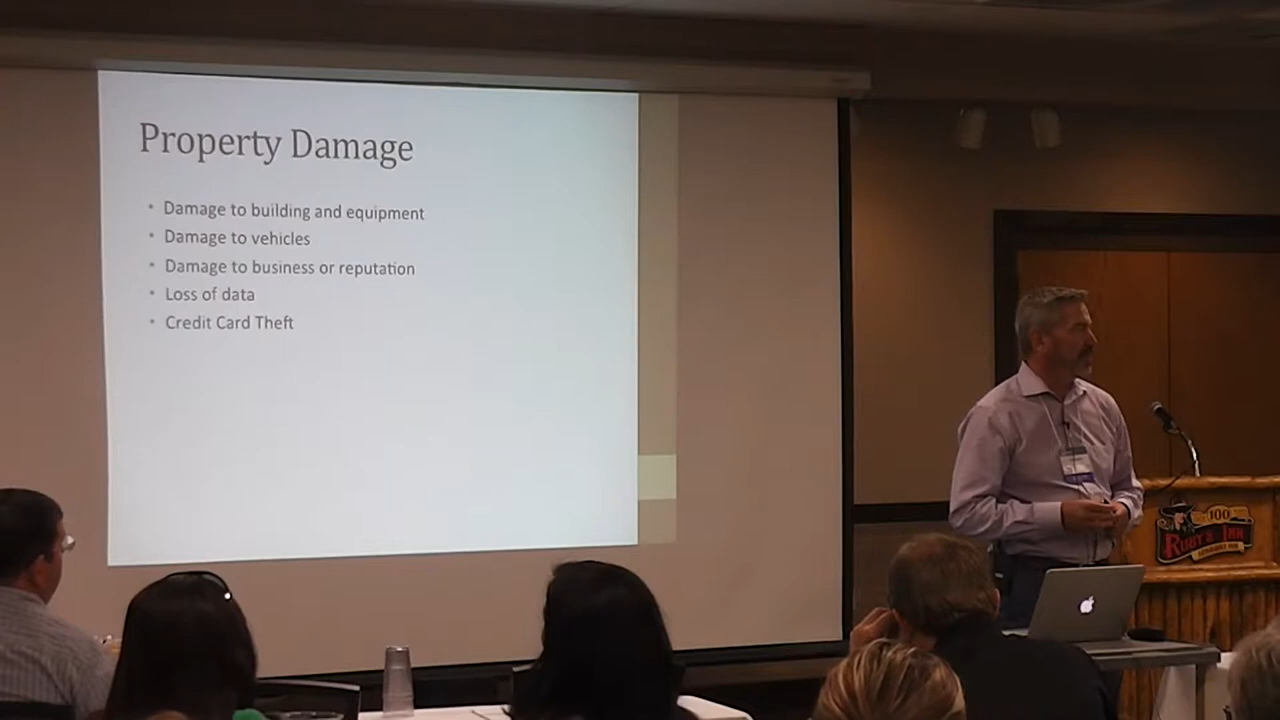 Property Damage
• Damage to building and equipment
• Damage to vehicles
• Damage to business or reputation
• Loss of data
• Credit Card Theft
100
RUBY'S INN